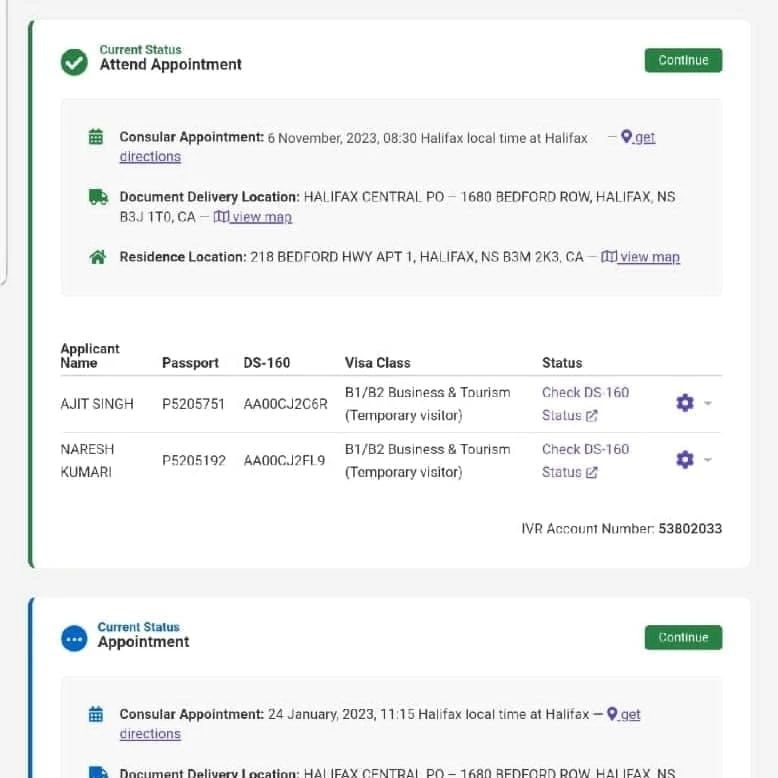 Current Status
Attend Appointment
Continue
Consular Appointment: 6 November, 2023, 08:30 Halifax local time at Halifax — get
directions
Document Delivery Location: HALIFAX CENTRAL PO – 1680 BEDFORD ROW, HALIFAX, NS
B3J 1T0, CA — view map
Residence Location: 218 BEDFORD HWY APT 1, HALIFAX, NS B3M 2K3, CA — view map
Applicant
Name Passport DS-160 Visa Class Status
AJIT SINGH P5205751 AA00CJ2C6R B1/B2 Business & Tourism
(Temporary visitor) Check DS-160
Status
NARESH
KUMARI P5205192 AA00CJ2FL9 B1/B2 Business & Tourism
(Temporary visitor) Check DS-160
Status
IVR Account Number: 53802033
Current Status
Appointment
Continue
Consular Appointment: 24 January, 2023, 11:15 Halifax local time at Halifax — get
directions
Document Delivery Location: HALIFAX CENTRAL PO – 1680 BEDFORD ROW, HALIFAX, NS